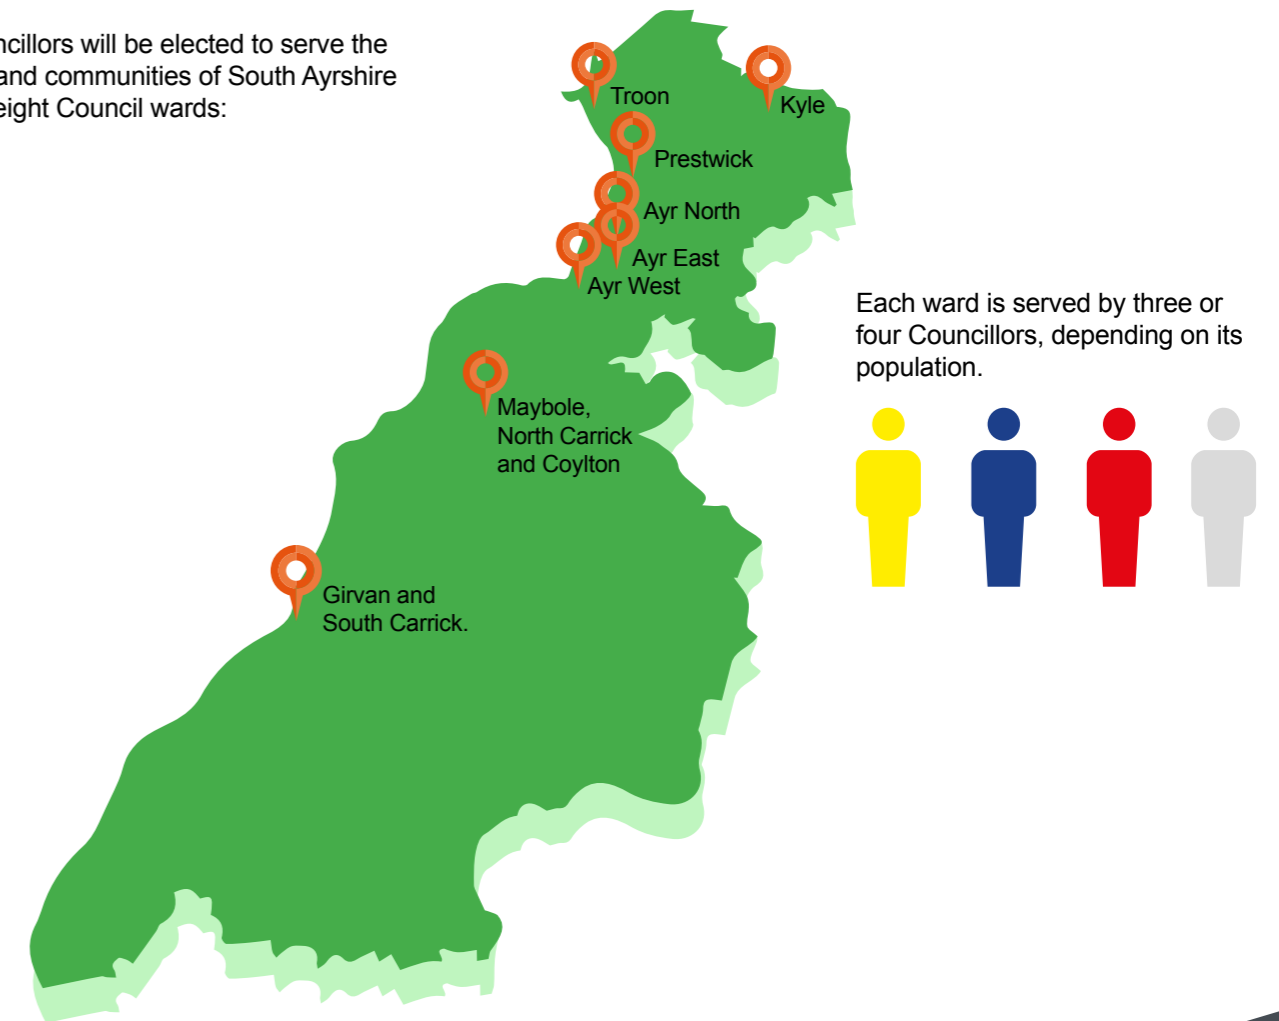 ncillors will be elected to serve the
and communities of South Ayrshire
eight Council wards:
Troon
Kyle
Prestwick
Ayr North
Ayr East
Ayr West
Each ward is served by three or
four Councillors, depending on its
population.
Maybole,
North Carrick
and Coylton
Girvan and
South Carrick.